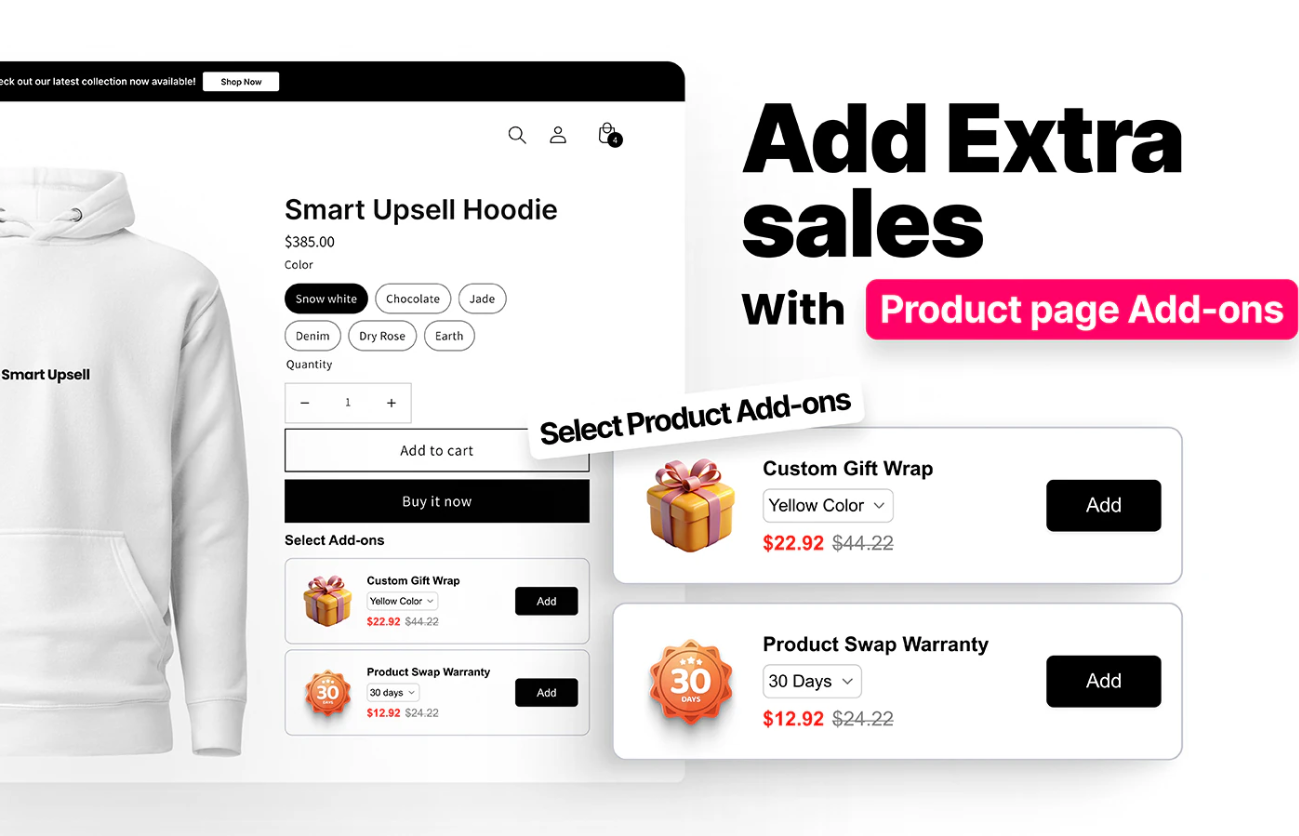 eck out our latest collection now available! Shop Now
4
Smart Upsell Hoodie
$385.00
Color
Snow white Chocolate Jade
Denim Dry Rose Earth
Quantity
− 1 +
Add to cart
Buy it now
Select Add-ons
Custom Gift Wrap
Yellow Color
$22.92 $44.22
Add
30
DAYS
Product Swap Warranty
30 days
$12.92 $24.22
Add
Smart Upsell
Add Extra
sales
With Product page Add-ons
Select Product Add-ons
Custom Gift Wrap
Yellow Color
$22.92 $44.22
Add
30
DAYS
Product Swap Warranty
30 Days
$12.92 $24.22
Add